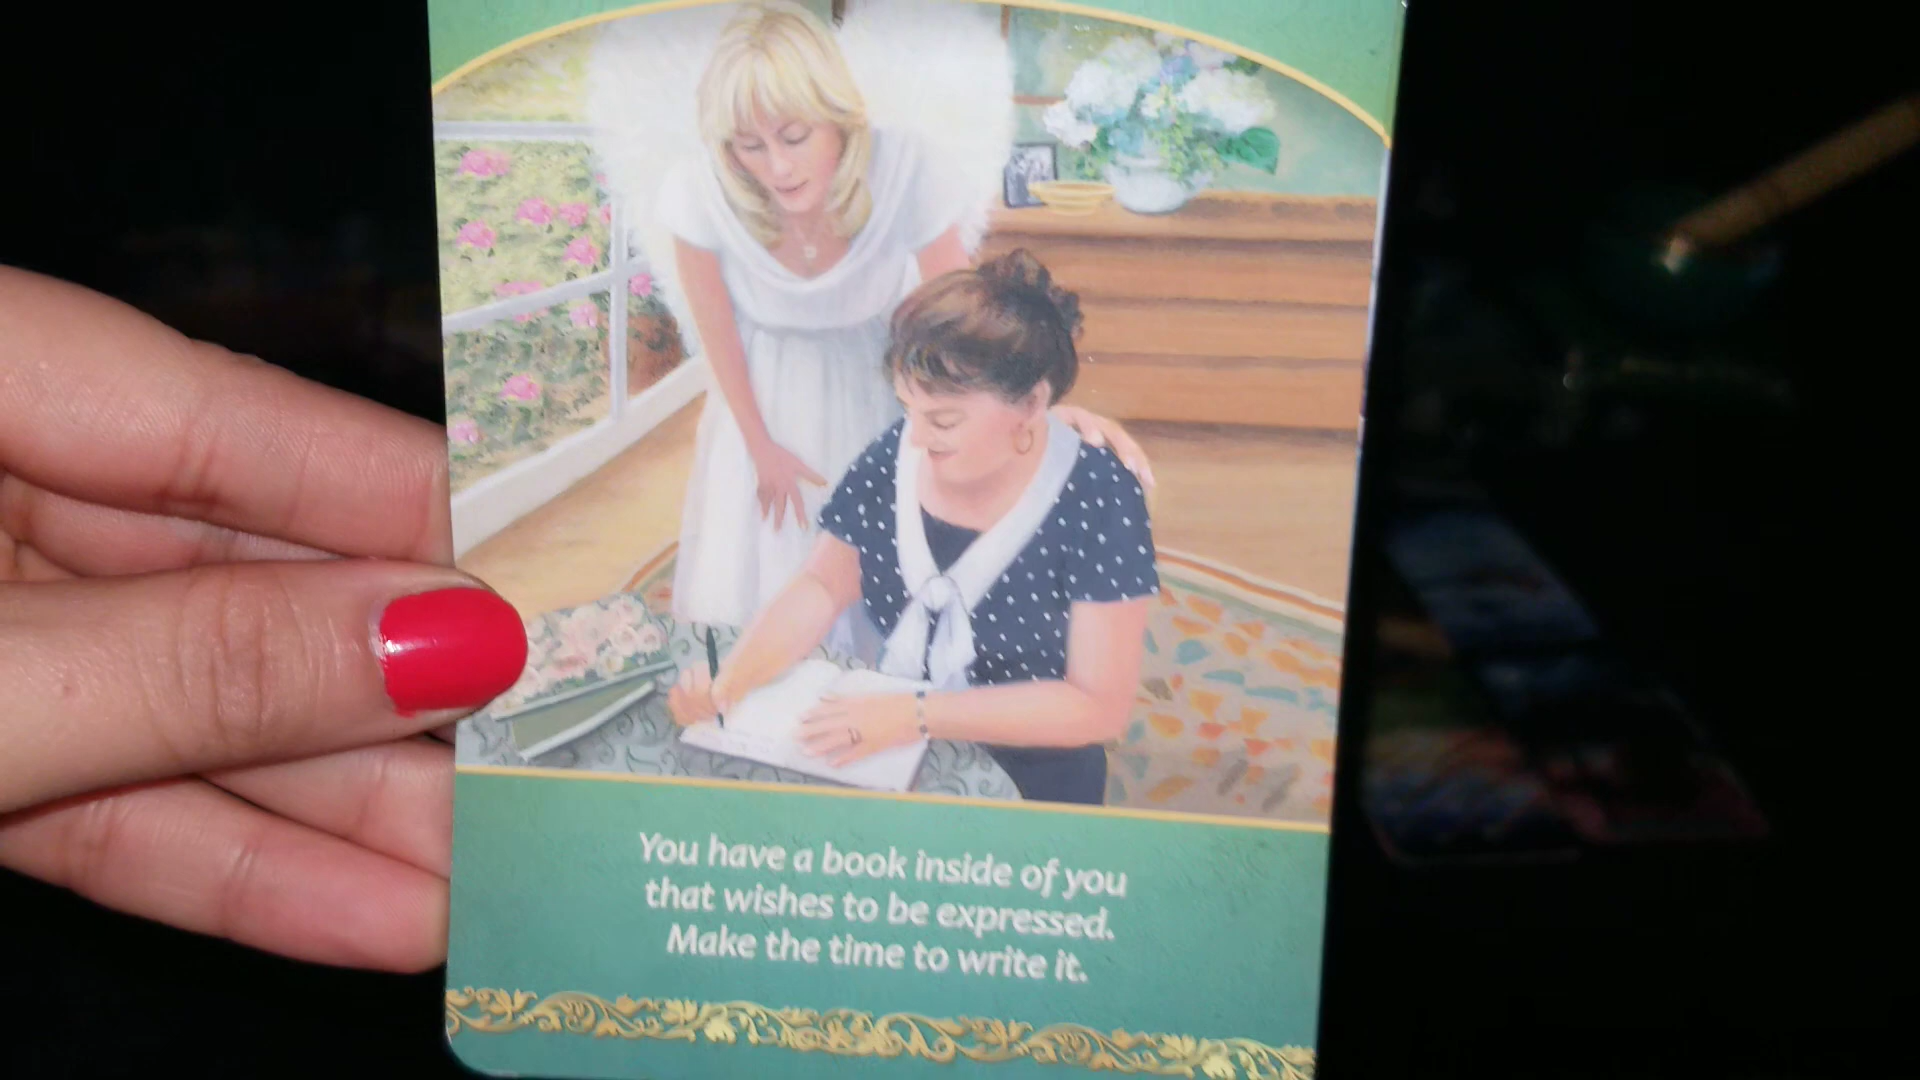 You have a book inside of you
that wishes to be expressed.
Make the time to write it.